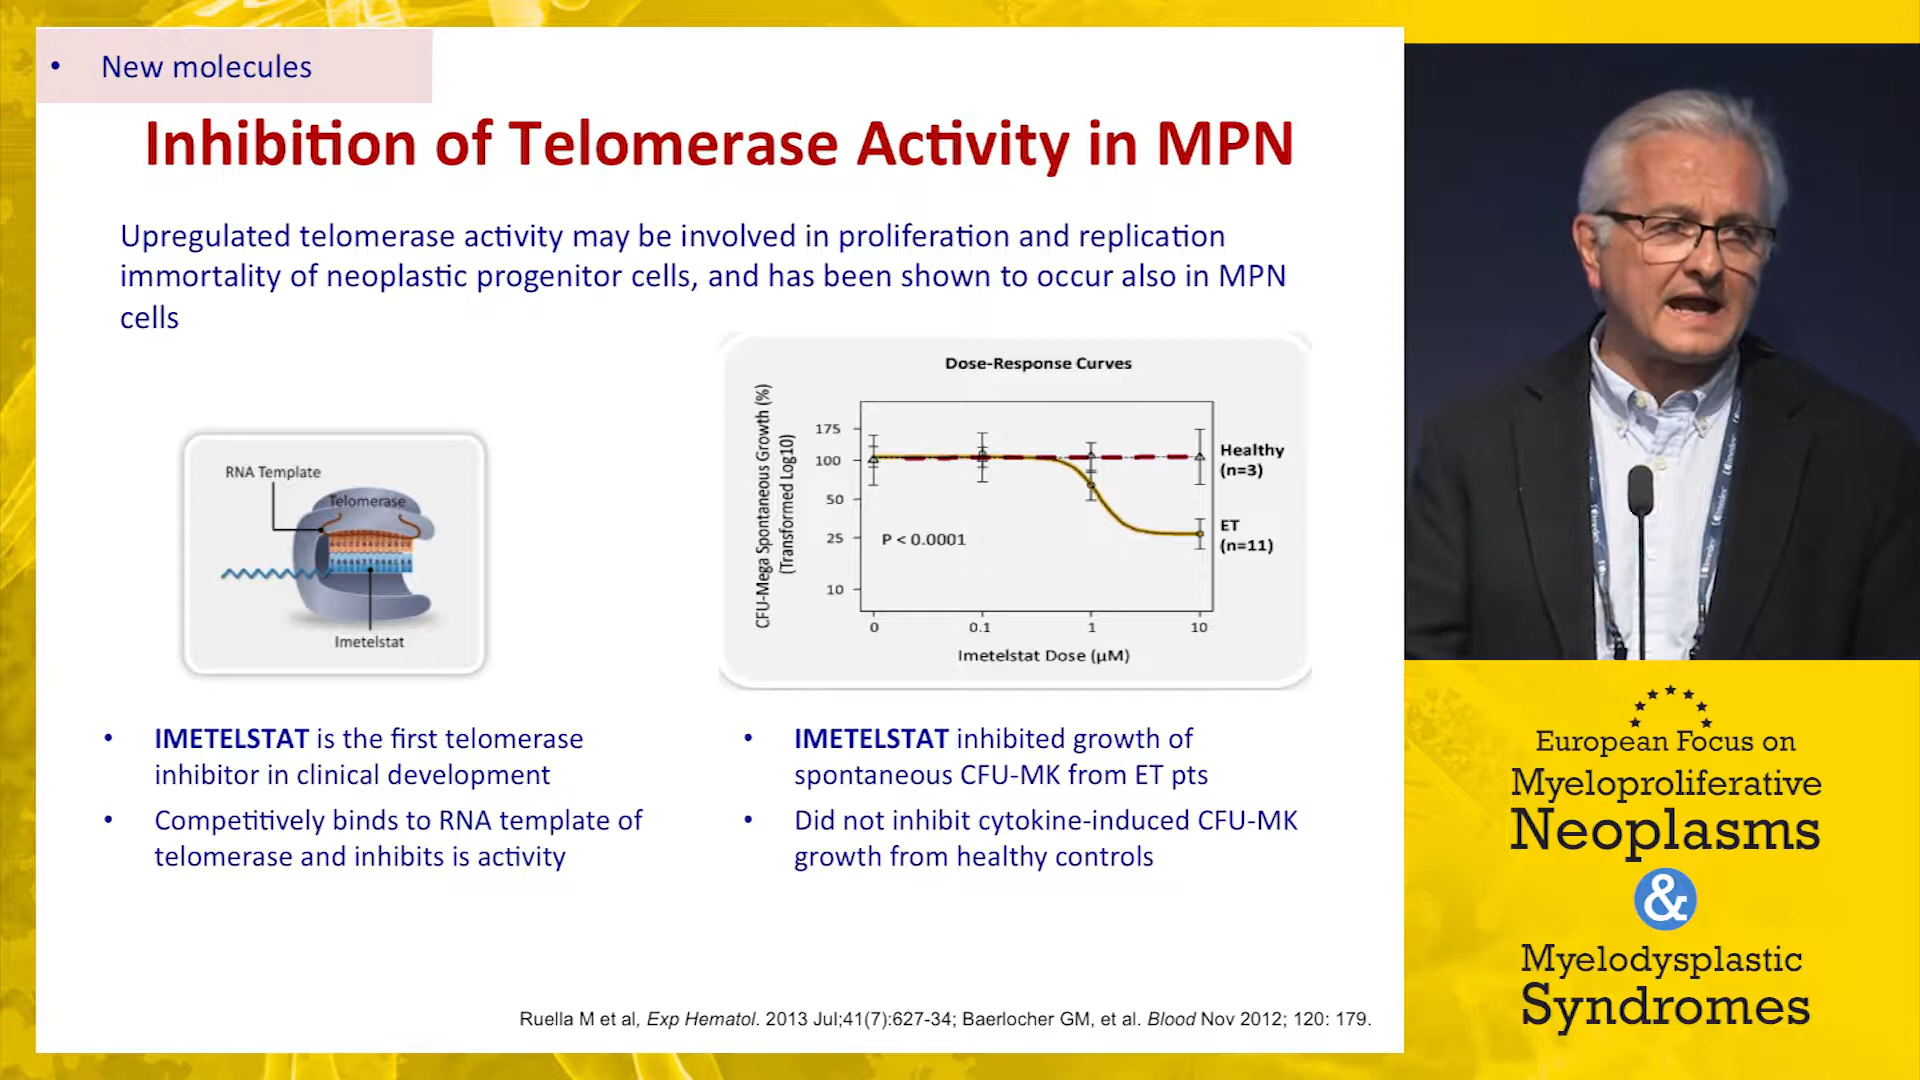 • New molecules
Inhibition of Telomerase Activity in MPN
Upregulated telomerase activity may be involved in proliferation and replication
immortality of neoplastic progenitor cells, and has been shown to occur also in MPN
cells
RNA Template
Telomerase
Imetelstat
Dose-Response Curves
CFU-Mega Spontaneous Growth (%)
(Transformed Log10)
175
100
50
25
10
P < 0.0001
Healthy
(n=3)
ET
(n=11)
0 0.1 1 10
Imetelstat Dose (µM)
• IMETELSTAT is the first telomerase
inhibitor in clinical development
• Competitively binds to RNA template of
telomerase and inhibits is activity
• IMETELSTAT inhibited growth of
spontaneous CFU-MK from ET pts
• Did not inhibit cytokine-induced CFU-MK
growth from healthy controls
Ruella M et al, Exp Hematol. 2013 Jul;41(7):627-34; Baerlocher GM, et al. Blood Nov 2012; 120: 179.
European Focus on
Myeloproliferative
Neoplasms
&
Myelodysplastic
Syndromes